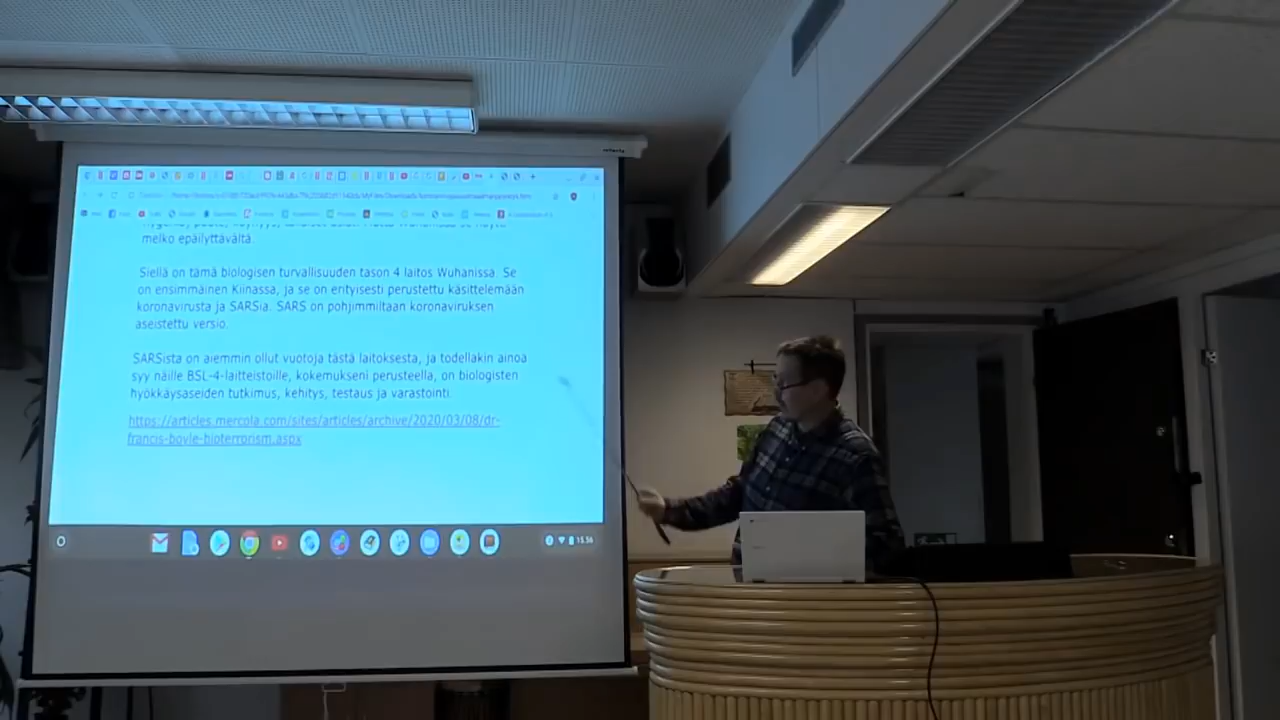 melko epäilyttävältä.
Siellä on tämä biologisen turvallisuuden tason 4 laitos Wuhanissa. Se
on ensimmäinen Kiinassa, ja se on erityisesti perustettu käsittelemään
koronavirusta ja SARSia. SARS on pohjimmiltaan koronaviruksen
aseistettu versio.
SARSista on aiemmin ollut vuotoja tästä laitoksesta, ja todellakin ainoa
syy näille BSL-4-laitteistoille, kokemukseni perusteella, on biologisten
hyökkäysaseiden tutkimus, kehitys, testaus ja varastointi.
https://articles.mercola.com/sites/articles/archive/2020/03/08/dr-
francis-boyle-bioterrorism.aspx
15.56